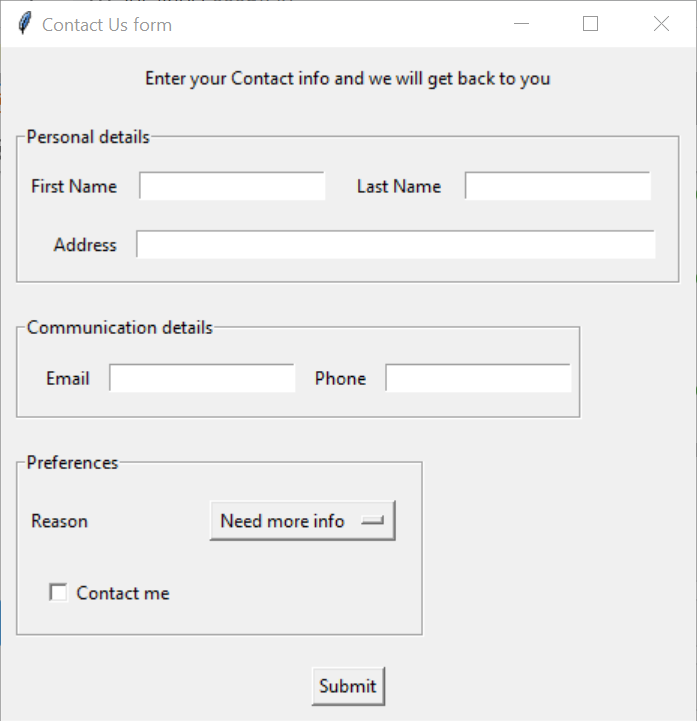 Contact Us form
Enter your Contact info and we will get back to you
Personal details
First Name Last Name
Address
Communication details
Email Phone
Preferences
Reason Need more info
Contact me
Submit